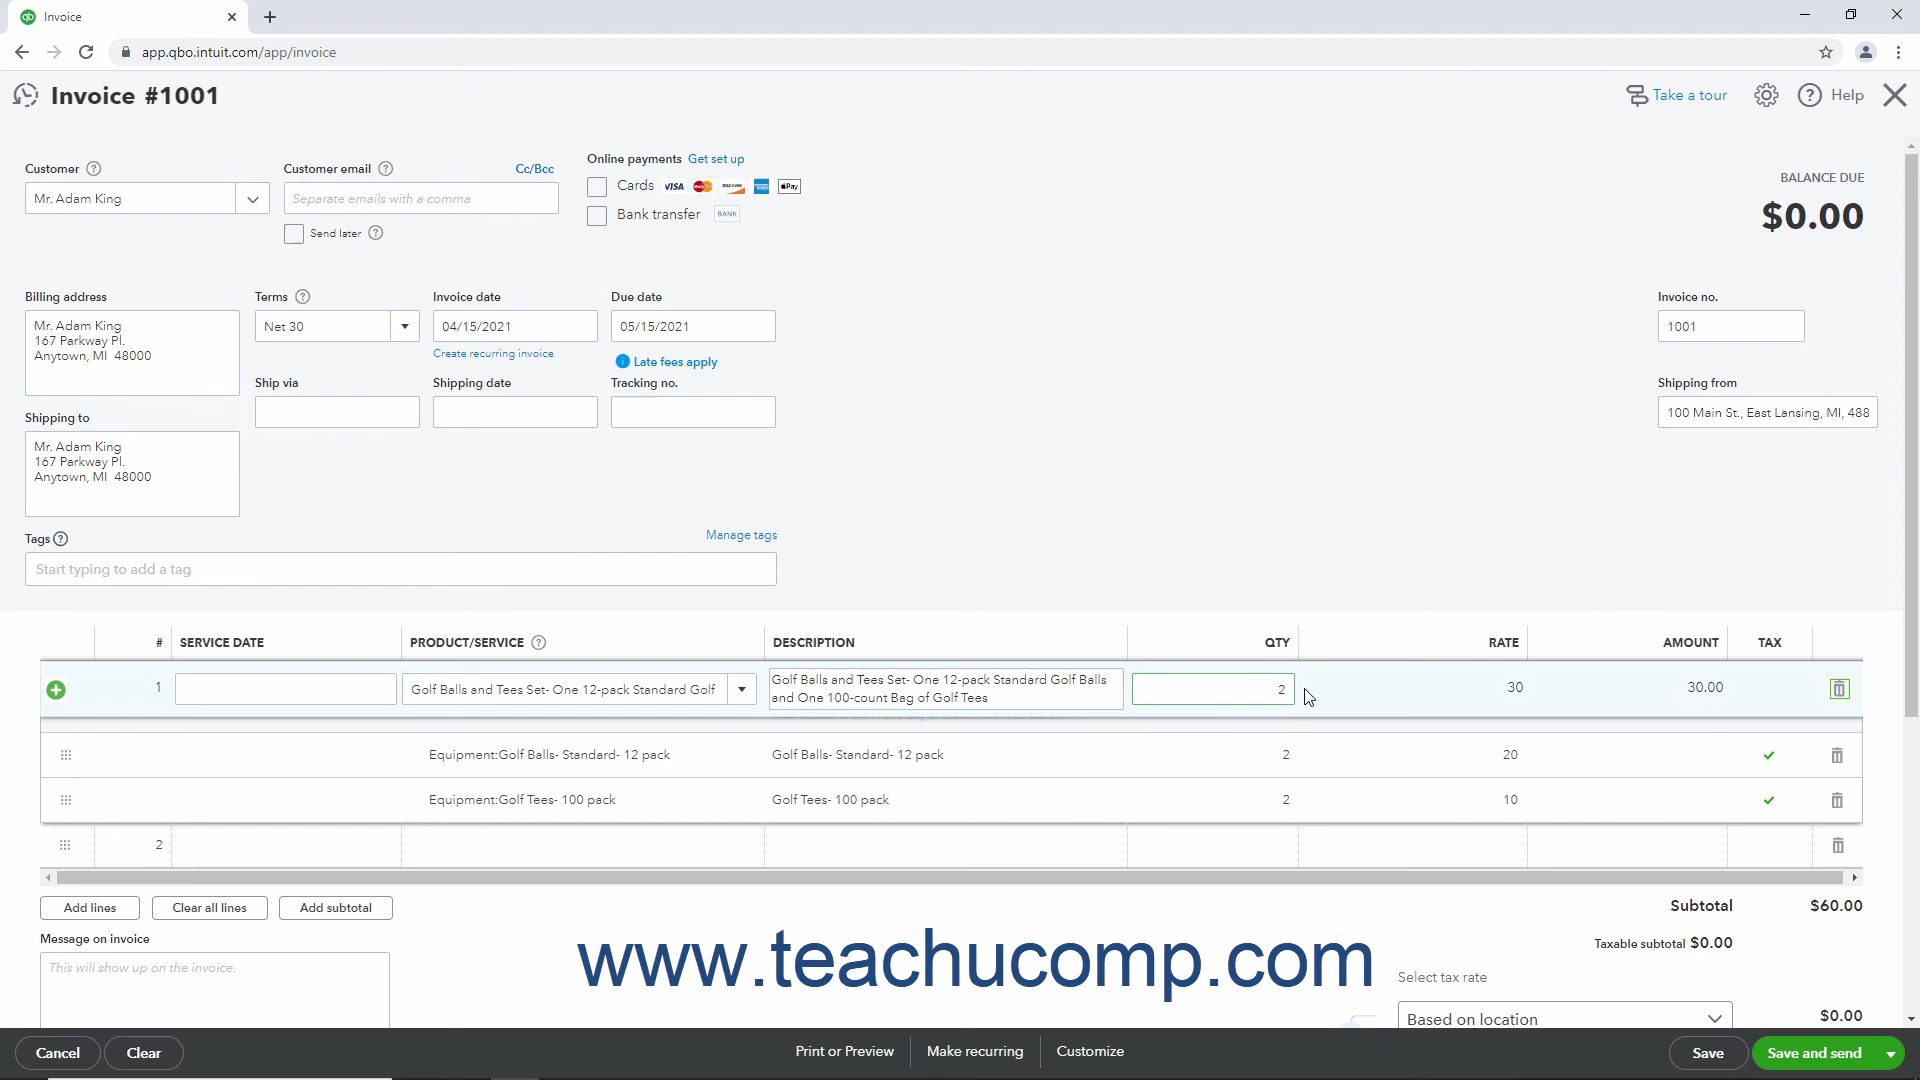 Invoice
app.qbo.intuit.com/app/invoice
Invoice #1001
Take a tour
Help
Customer
Customer email
Cc/Bcc
Online payments Get set up
Mr. Adam King
Separate emails with a comma
Cards VISA MasterCard DISCOVER Pay
Send later
Bank transfer BANK
BALANCE DUE
$0.00
Billing address
Terms
Invoice date
Due date
Invoice no.
Mr. Adam King
167 Parkway Pl.
Anytown, MI 48000
Net 30
04/15/2021
05/15/2021
1001
Create recurring invoice
Late fees apply
Ship via
Shipping date
Tracking no.
Shipping from
100 Main St., East Lansing, MI, 488
Shipping to
Mr. Adam King
167 Parkway Pl.
Anytown, MI 48000
Tags
Manage tags
Start typing to add a tag
# SERVICE DATE PRODUCT/SERVICE DESCRIPTION QTY RATE AMOUNT TAX
1 Golf Balls and Tees Set- One 12-pack Standard Golf
Golf Balls and Tees Set- One 12-pack Standard Golf Balls
and One 100-count Bag of Golf Tees
2 30 30.00
Equipment:Golf Balls- Standard- 12 pack Golf Balls- Standard- 12 pack 2 20
Equipment:Golf Tees- 100 pack Golf Tees- 100 pack 2 10
2
Add lines Clear all lines Add subtotal
Subtotal $60.00
Message on invoice
Taxable subtotal $0.00
This will show up on the invoice.
www.teachucomp.com
Select tax rate
Based on location
$0.00
Cancel Clear Print or Preview Make recurring Customize Save Save and send